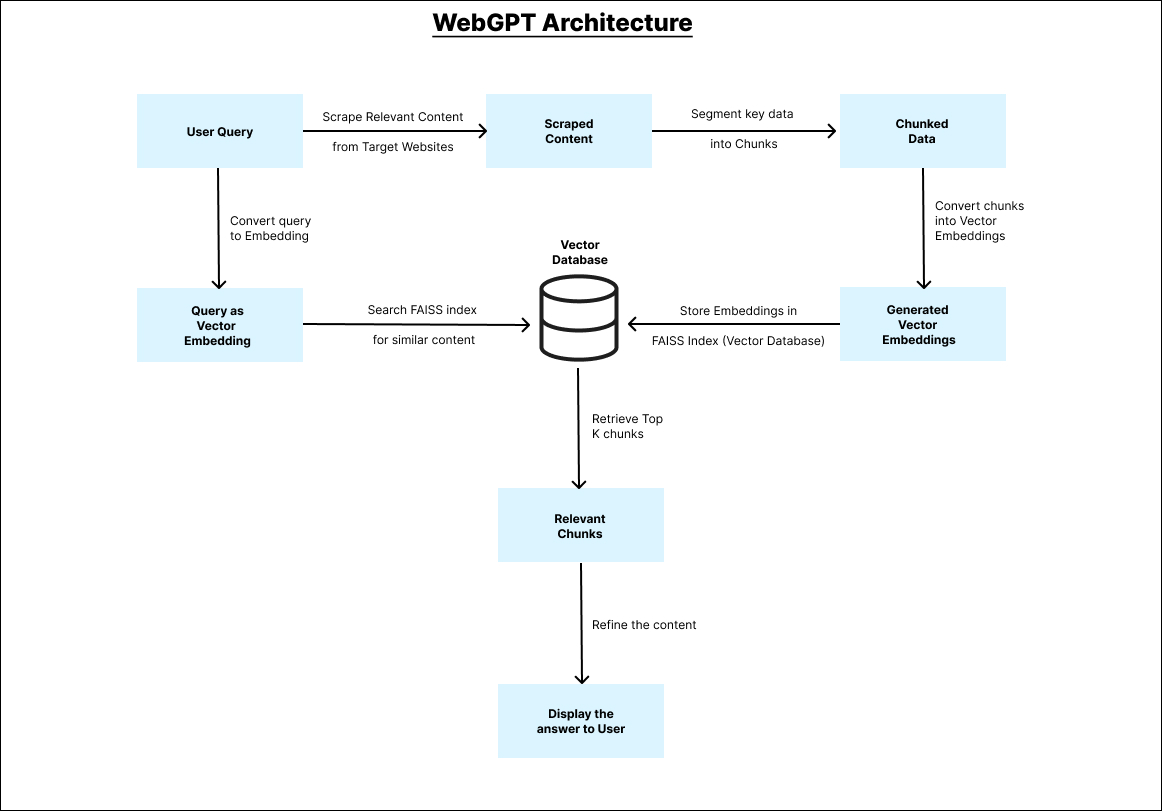 WebGPT Architecture
User Query
Scrape Relevant Content
from Target Websites
Scraped
Content
Segment key data
into Chunks
Chunked
Data
Convert query
to Embedding
Convert chunks
into Vector
Embeddings
Vector
Database
Query as
Vector
Embedding
Search FAISS index
for similar content
Store Embeddings in
FAISS Index (Vector Database)
Generated
Vector
Embeddings
Retrieve Top
K chunks
Relevant
Chunks
Refine the content
Display the
answer to User